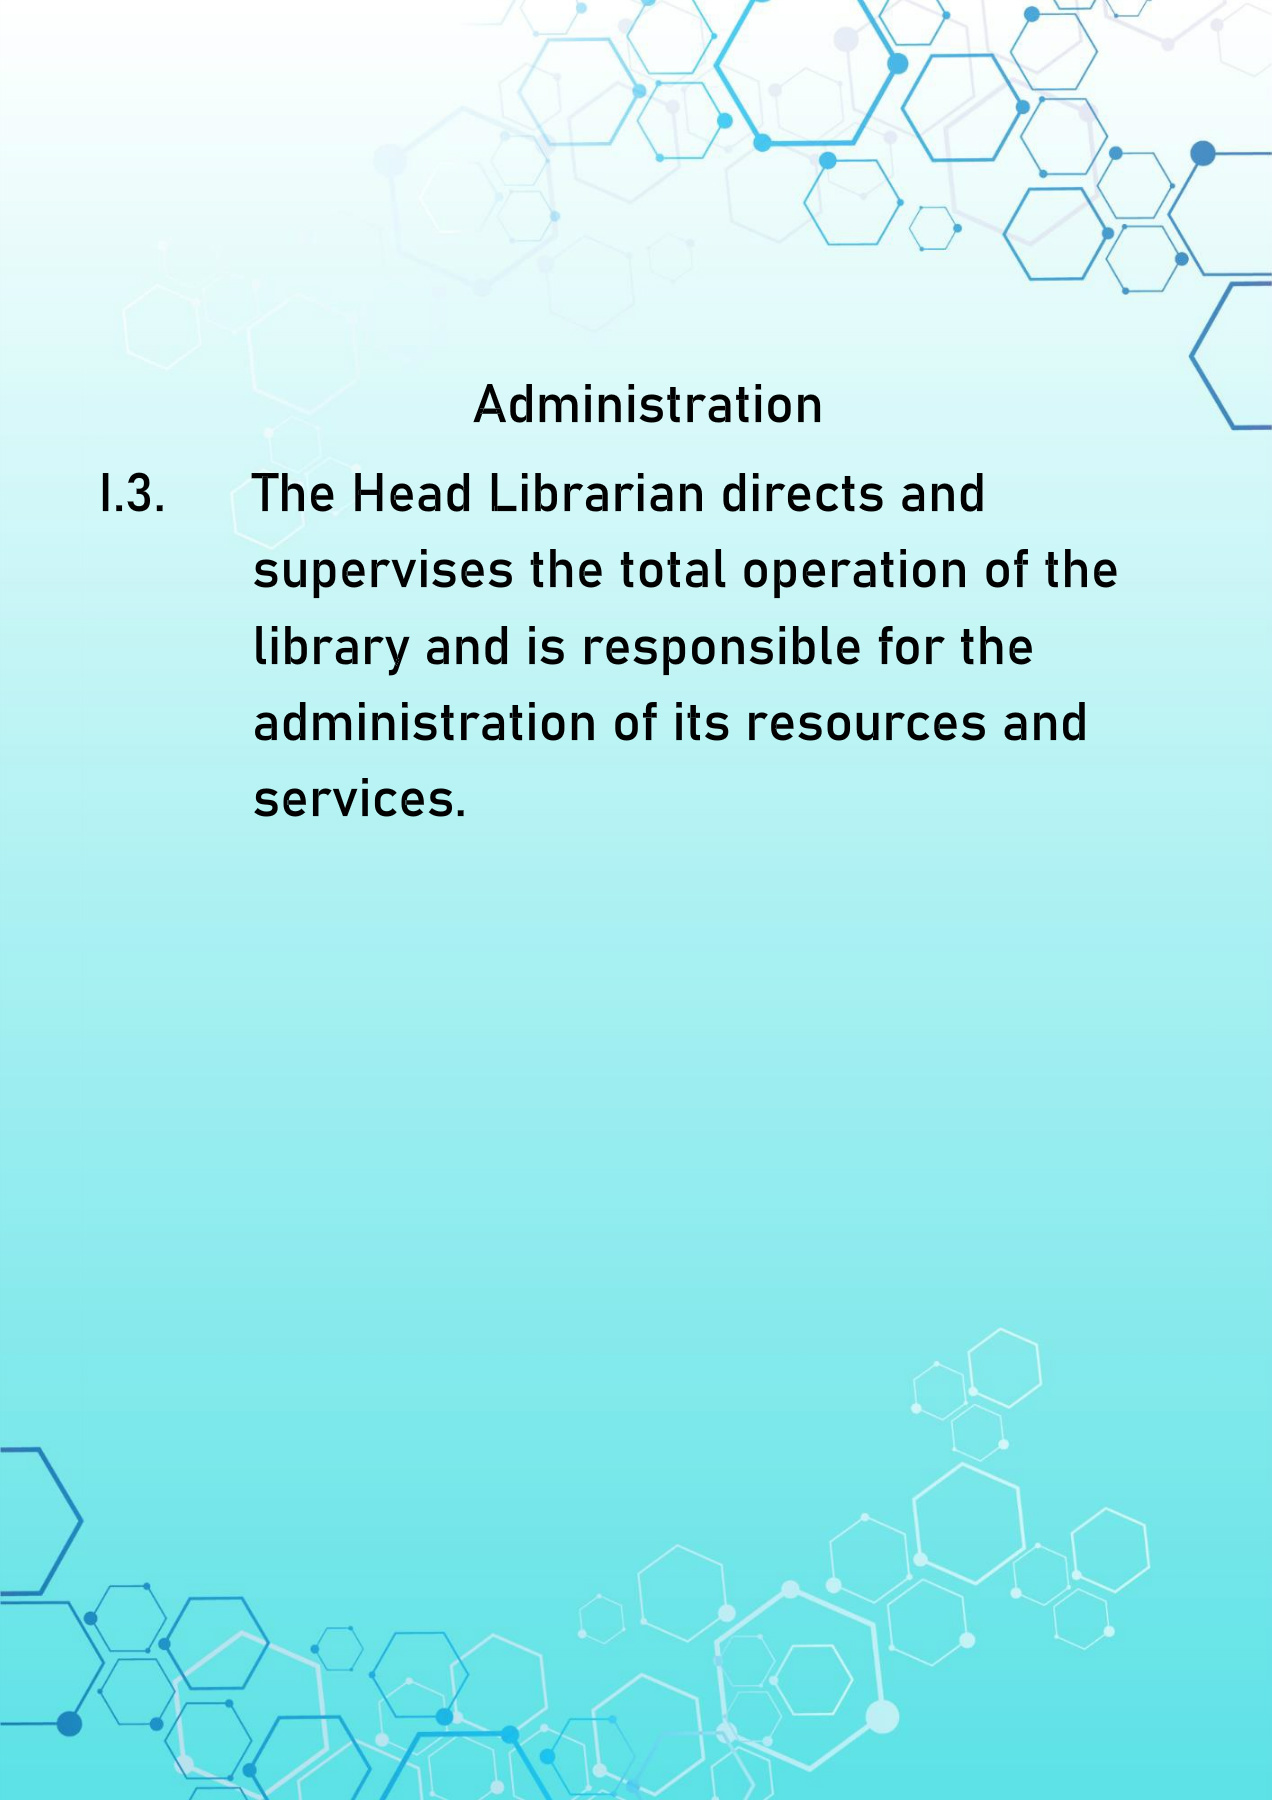 Administration
I.3. The Head Librarian directs and
supervises the total operation of the
library and is responsible for the
administration of its resources and
services.